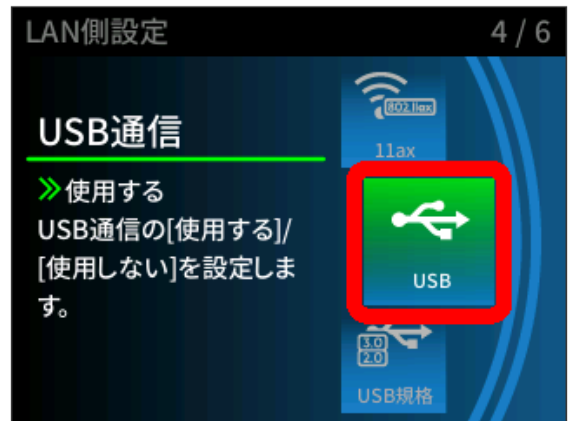 LAN側設定 4 / 6
802.11ax
11ax
USB通信
使用する
USB通信の[使用する]/
[使用しない]を設定しま
す。
USB
3.0
2.0
USB規格